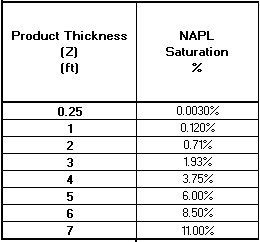 Product Thickness NAPL
(Z) Saturation
(ft) %
0.25 0.0030%
1 0.120%
2 0.71%
3 1.93%
4 3.75%
5 6.00%
6 8.50%
7 11.00%